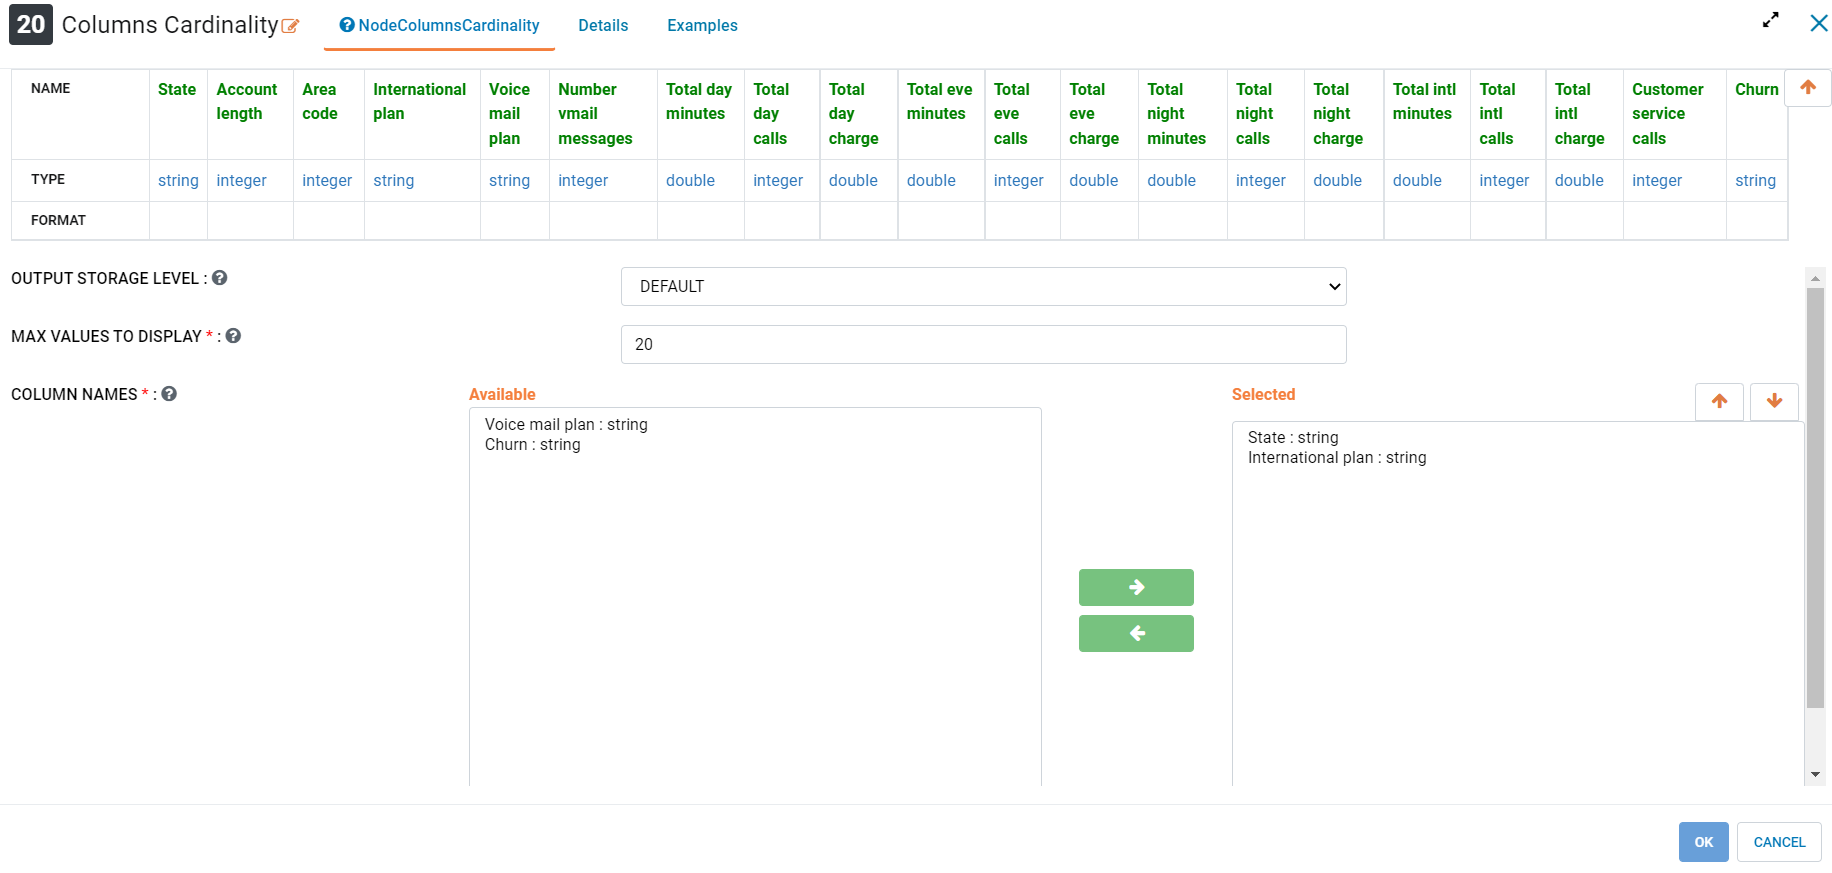 20 Columns Cardinality NodeColumnsCardinality Details Examples
NAME State Account length Area code International plan Voice mail plan Number vmail messages Total day minutes Total day calls Total day charge Total eve minutes Total eve calls Total eve charge Total night minutes Total night calls Total night charge Total intl minutes Total intl calls Total intl charge Customer service calls Churn
TYPE string integer integer string string integer double integer double double integer double double integer double double integer double integer string
FORMAT
OUTPUT STORAGE LEVEL : DEFAULT
MAX VALUES TO DISPLAY * : 20
COLUMN NAMES * : Available Selected
Voice mail plan : string
Churn : string
State : string
International plan : string
OK CANCEL